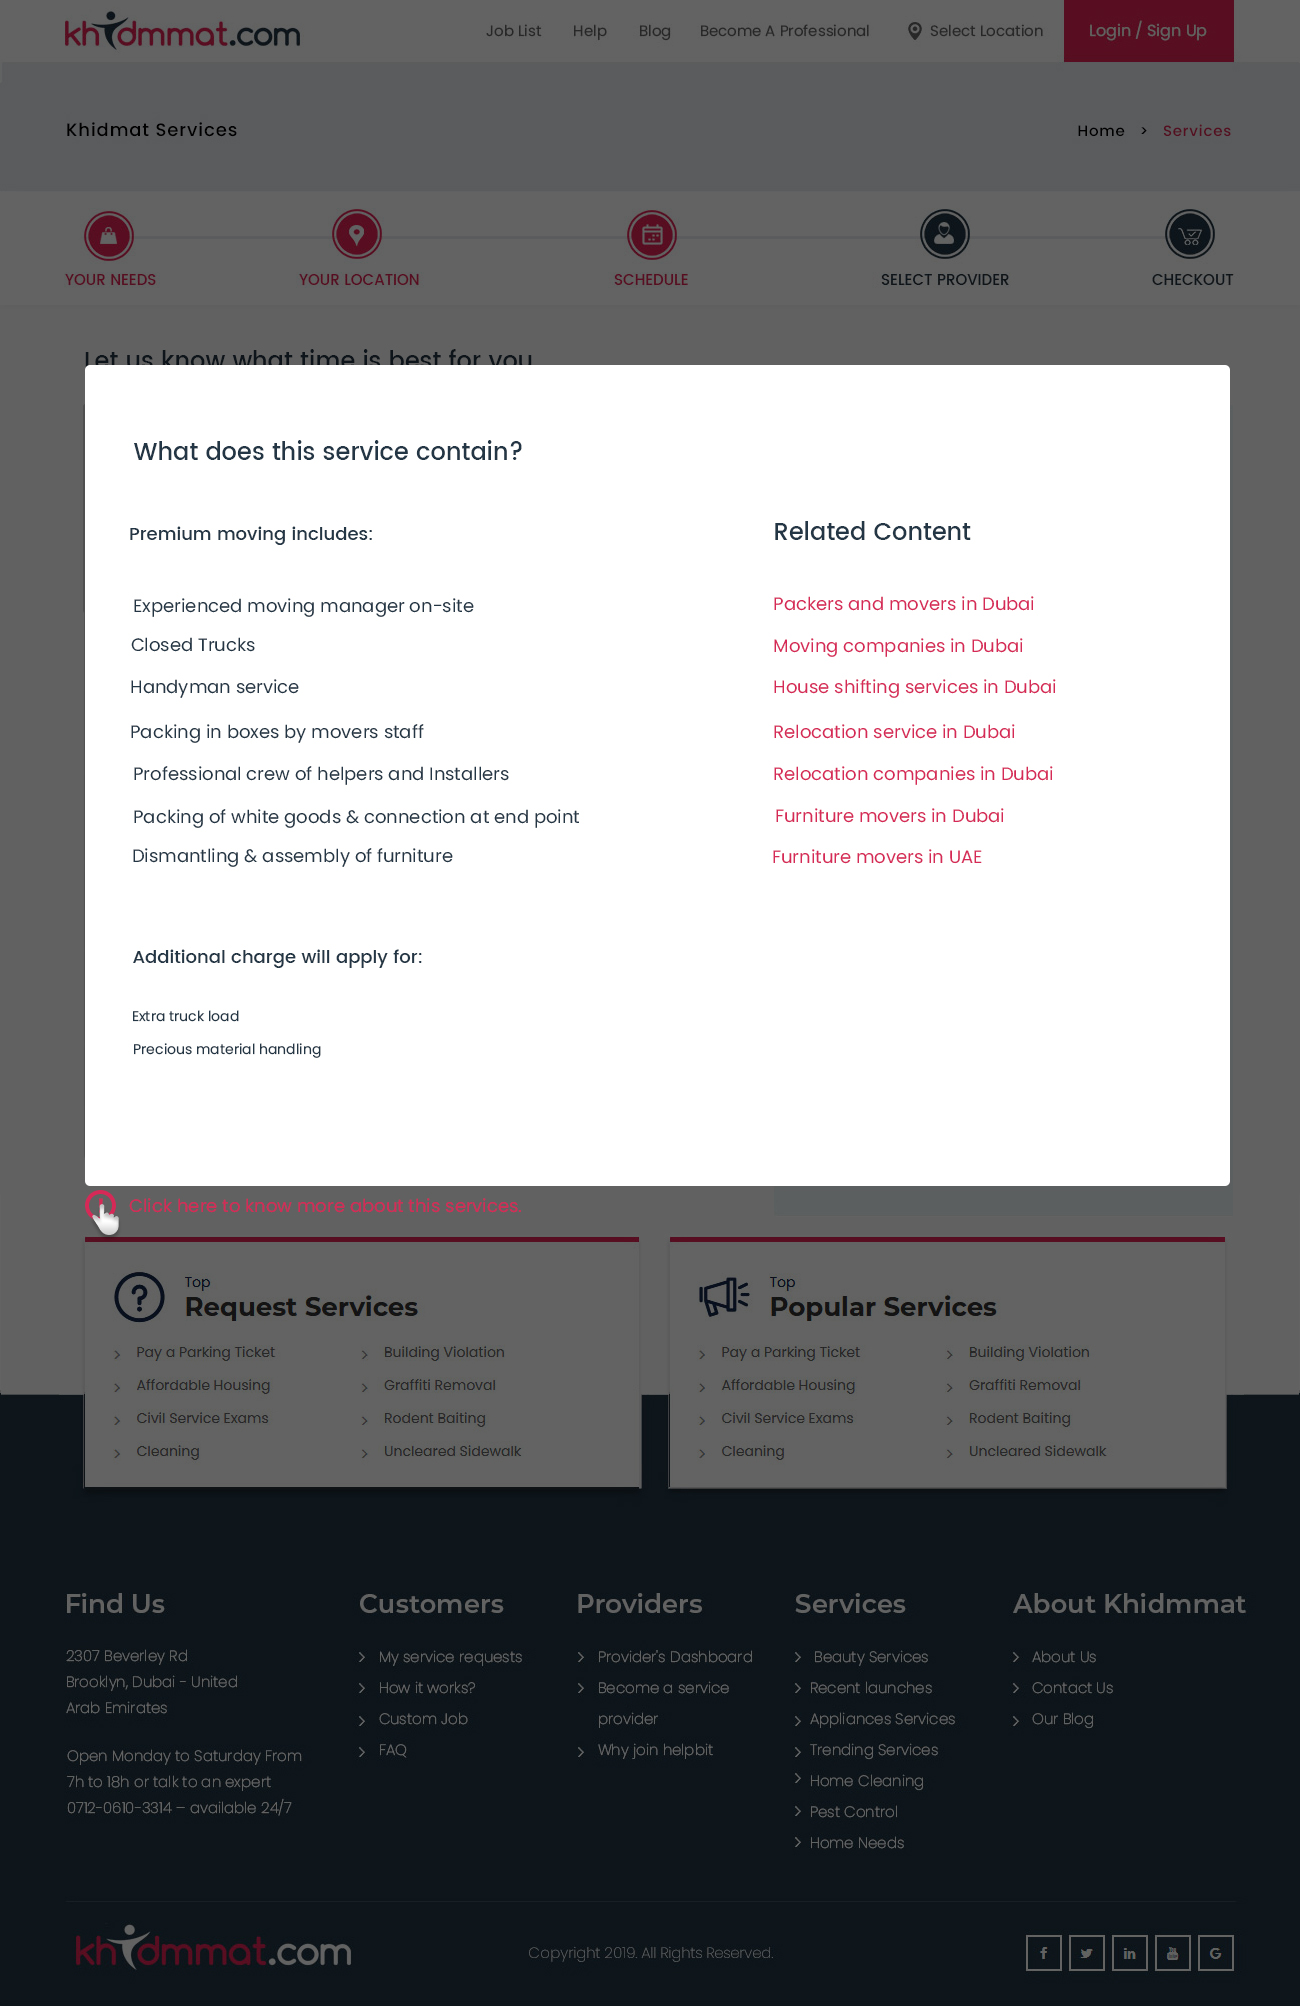 khidmmat.com
Job List
Help
Blog
Become A Professional
Select Location
Login / Sign Up
Khidmat Services
Home > Services
YOUR NEEDS
YOUR LOCATION
SCHEDULE
SELECT PROVIDER
CHECKOUT
Let us know what time is best for you
What does this service contain?
Premium moving includes:
Experienced moving manager on-site
Closed Trucks
Handyman service
Packing in boxes by movers staff
Professional crew of helpers and Installers
Packing of white goods & connection at end point
Dismantling & assembly of furniture
Additional charge will apply for:
Extra truck load
Precious material handling
Related Content
Packers and movers in Dubai
Moving companies in Dubai
House shifting services in Dubai
Relocation service in Dubai
Relocation companies in Dubai
Furniture movers in Dubai
Furniture movers in UAE
Click here to know more about this services.
Top
Request Services
Pay a Parking Ticket
Affordable Housing
Civil Service Exams
Cleaning
Building Violation
Graffiti Removal
Rodent Baiting
Uncleared Sidewalk
Top
Popular Services
Pay a Parking Ticket
Affordable Housing
Civil Service Exams
Cleaning
Building Violation
Graffiti Removal
Rodent Baiting
Uncleared Sidewalk
Find Us
2307 Beverley Rd
Brooklyn, Dubai - United
Arab Emirates
Open Monday to Saturday From
7h to 18h or talk to an expert
0712-0610-3314 – available 24/7
Customers
My service requests
How it works?
Custom Job
FAQ
Providers
Provider's Dashboard
Become a service
provider
Why join helpbit
Services
Beauty Services
Recent launches
Appliances Services
Trending Services
Home Cleaning
Pest Control
Home Needs
About Khidmmat
About Us
Contact Us
Our Blog
khidmmat.com
Copyright 2019. All Rights Reserved.